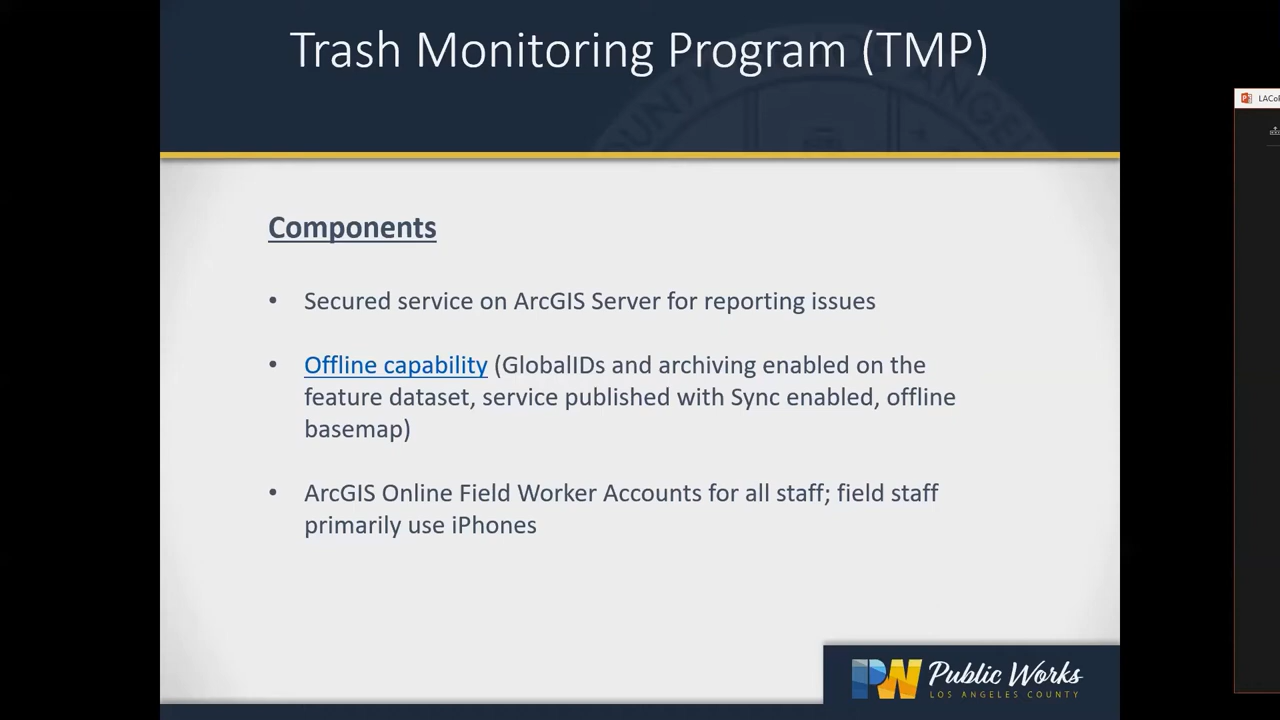 Trash Monitoring Program (TMP)
LACoP
Components
• Secured service on ArcGIS Server for reporting issues
• Offline capability (GlobalIDs and archiving enabled on the
feature dataset, service published with Sync enabled, offline
basemap)
• ArcGIS Online Field Worker Accounts for all staff; field staff
primarily use iPhones
PW Public Works
LOS ANGELES COUNTY